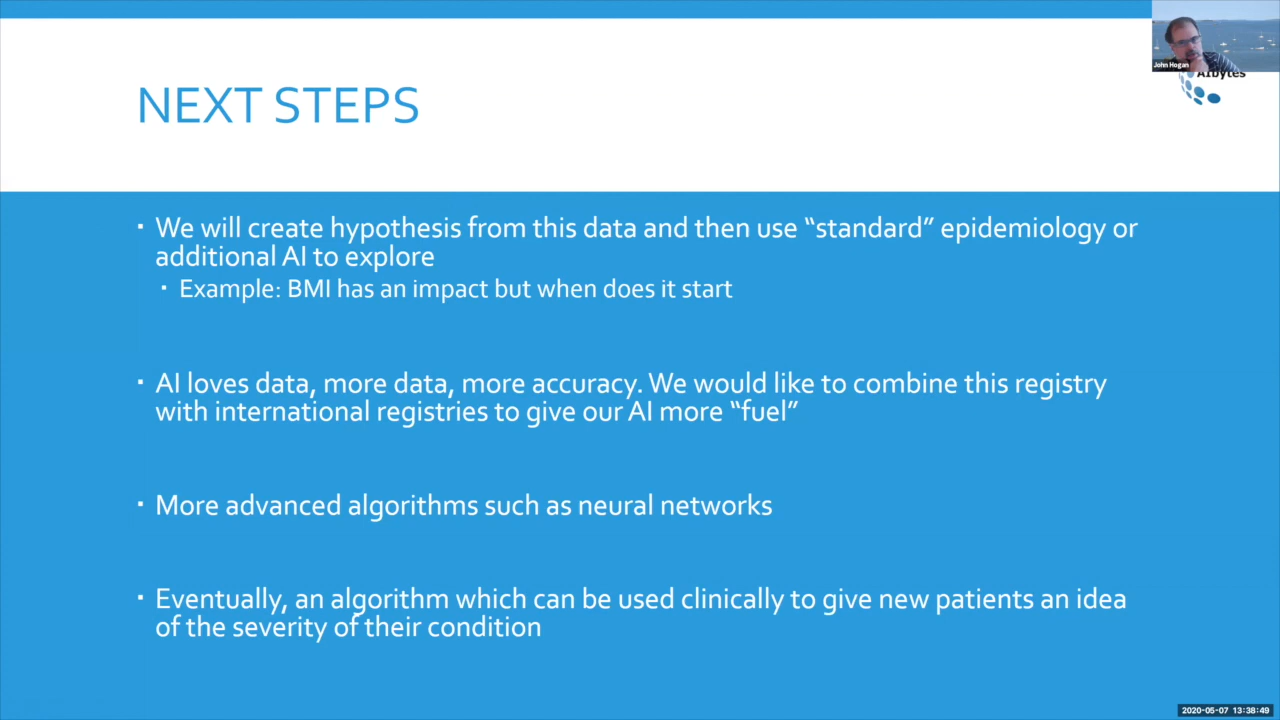 John Hogan
AIbytes
NEXT STEPS
▪ We will create hypothesis from this data and then use “standard” epidemiology or
additional AI to explore
▪ Example: BMI has an impact but when does it start
▪ AI loves data, more data, more accuracy. We would like to combine this registry
with international registries to give our AI more “fuel”
▪ More advanced algorithms such as neural networks
▪ Eventually, an algorithm which can be used clinically to give new patients an idea
of the severity of their condition
2020-05-07 13:38:49